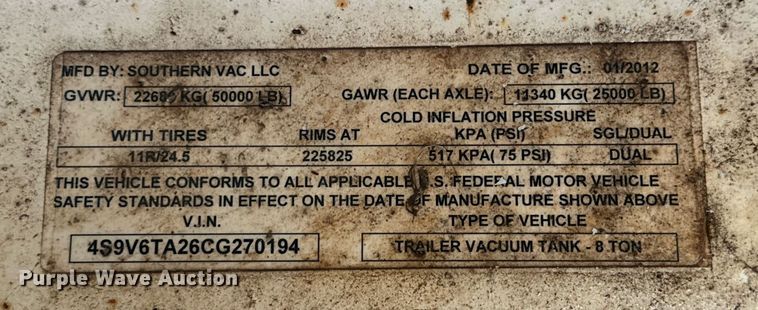 MFD BY: SOUTHERN VAC LLC DATE OF MFG.: 01/2012
GVWR: 22680 KG( 50000 LB) GAWR (EACH AXLE): 11340 KG( 25000 LB)
COLD INFLATION PRESSURE
WITH TIRES RIMS AT KPA (PSI) SGL/DUAL
11R/24.5 225825 517 KPA( 75 PSI) DUAL
THIS VEHICLE CONFORMS TO ALL APPLICABLE U.S. FEDERAL MOTOR VEHICLE
SAFETY STANDARDS IN EFFECT ON THE DATE OF MANUFACTURE SHOWN ABOVE
V.I.N. TYPE OF VEHICLE
4S9V6TA26CG270194 TRAILER VACUUM TANK - 8 TON
Purple Wave Auction